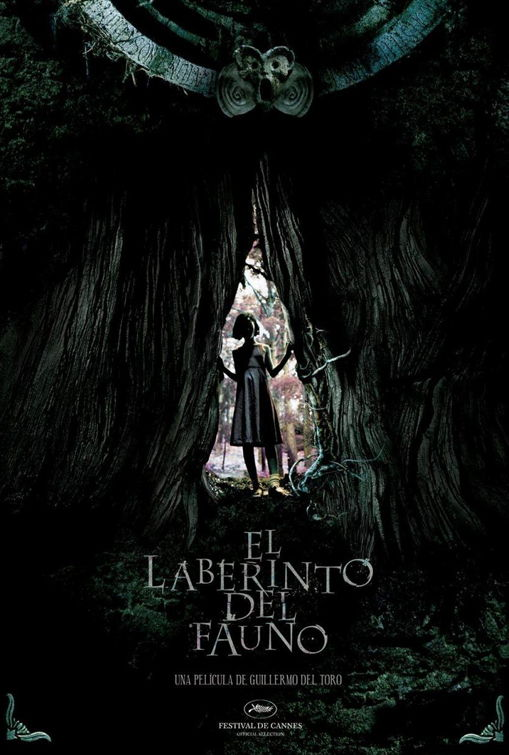 EL
LABERINTO
DEL
FAUNO
UNA PELÍCULA DE GUILLERMO DEL TORO
FESTIVAL DE CANNES
OFFICIAL SELECTION